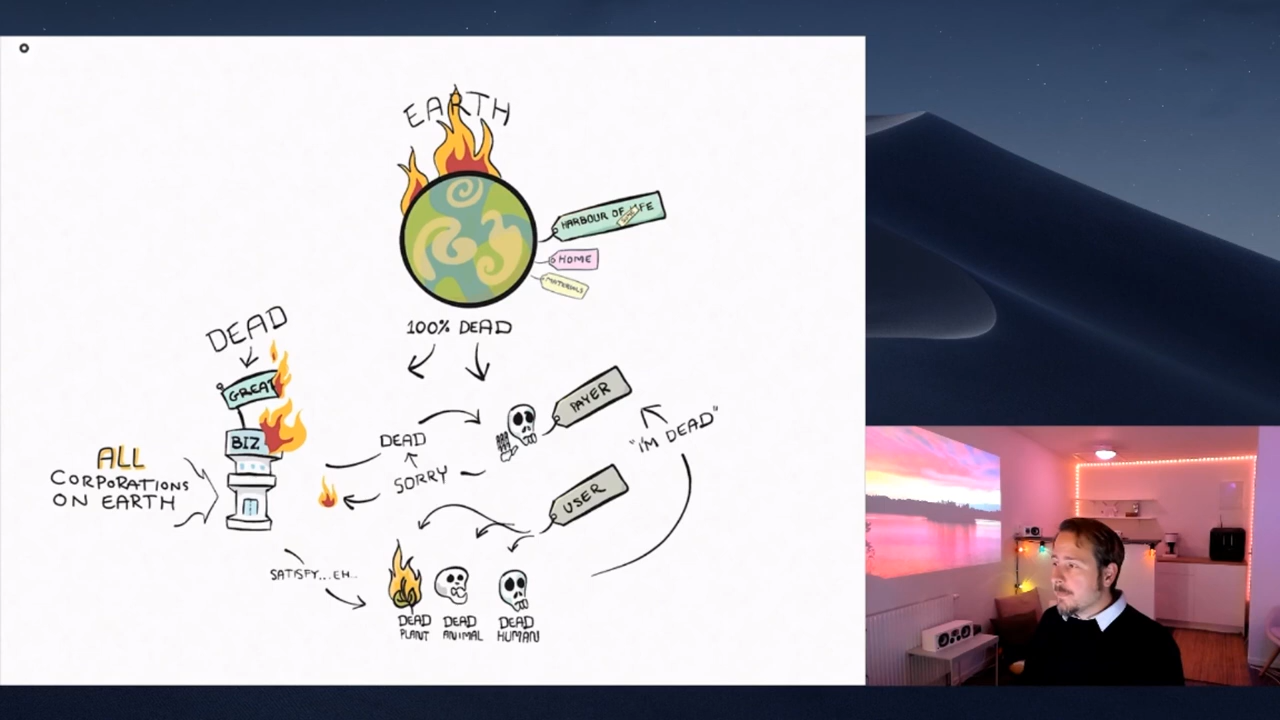 EARTH
HARBOUR OF LIFE
HOME
MATERIALS
100% DEAD
DEAD
GREAT
BIZ
ALL
CORPORATIONS
ON EARTH
DEAD
SORRY
PAYER
"I'M DEAD"
USER
SATISFY...EH..
DEAD
PLANT
DEAD
ANIMAL
DEAD
HUMAN